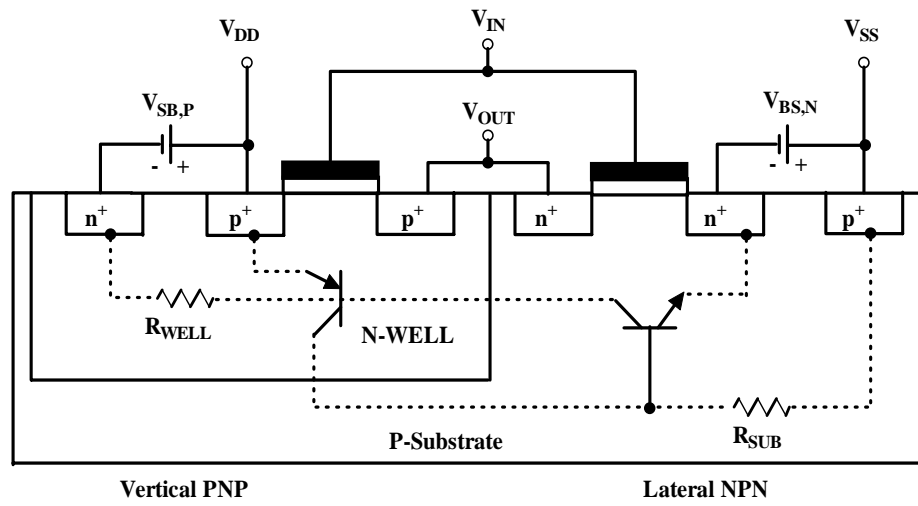 V_DD
V_IN
V_SS
V_SB,P
V_OUT
V_BS,N
- +
- +
n+
p+
p+
n+
n+
p+
R_WELL
N-WELL
R_SUB
P-Substrate
Vertical PNP
Lateral NPN